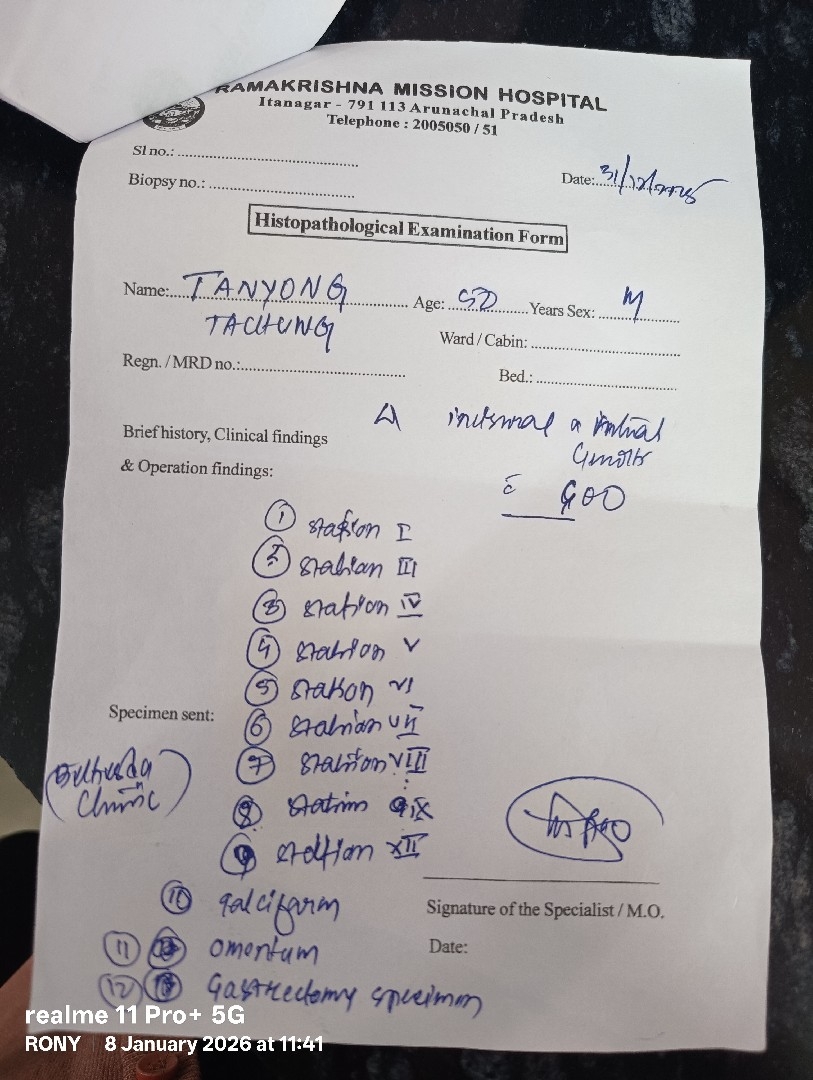 RAMAKRISHNA MISSION HOSPITAL
Itanagar - 791 113 Arunachal Pradesh
Telephone : 2005050 / 51
Sl no.:
Date: 31/12/2025
Biopsy no.:
Histopathological Examination Form
Name: TANYONG Age: 50 Years Sex: M
TACHUNG
Ward / Cabin:
Regn. / MRD no.:
Bed.:
Brief history, Clinical findings
& Operation findings:
c̄ GOO
① station I
② station III
③ station IV
④ station V
⑤ station VI
Specimen sent:
⑥ station VII
⑦ station VIII
Clinic
⑧ station IX
⑨ station XII
⑩ falcifarm
Signature of the Specialist / M.O.
⑪ omentum
Date:
⑫ Gastrectomy specimen
realme 11 Pro+ 5G
RONY 8 January 2026 at 11:41